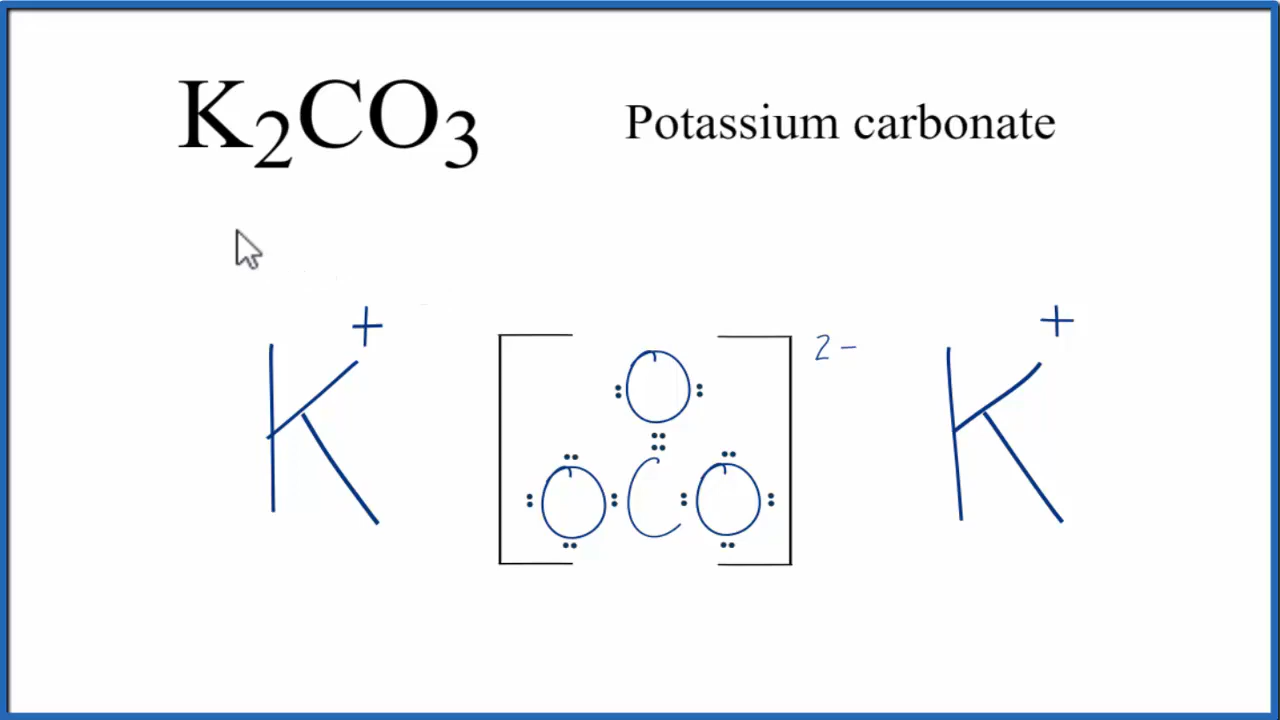 K₂CO₃ Potassium carbonate
K⁺ [O O C O]²⁻ K⁺